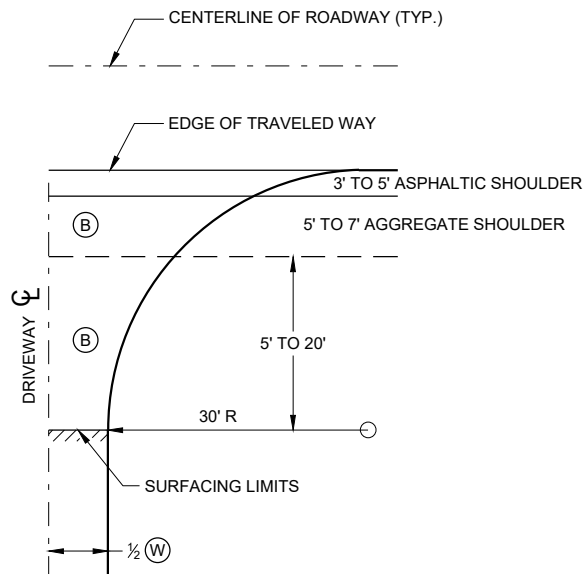 CENTERLINE OF ROADWAY (TYP.)
EDGE OF TRAVELED WAY
3' TO 5' ASPHALTIC SHOULDER
5' TO 7' AGGREGATE SHOULDER
B
DRIVEWAY ℄
B
5' TO 20'
30' R
SURFACING LIMITS
½ W